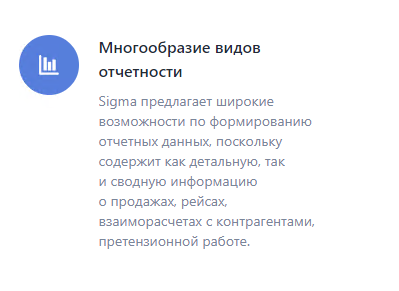 Многообразие видов
отчетности
Sigma предлагает широкие
возможности по формированию
отчетных данных, поскольку
содержит как детальную, так
и сводную информацию
о продажах, рейсах,
взаиморасчетах с контрагентами,
претензионной работе.